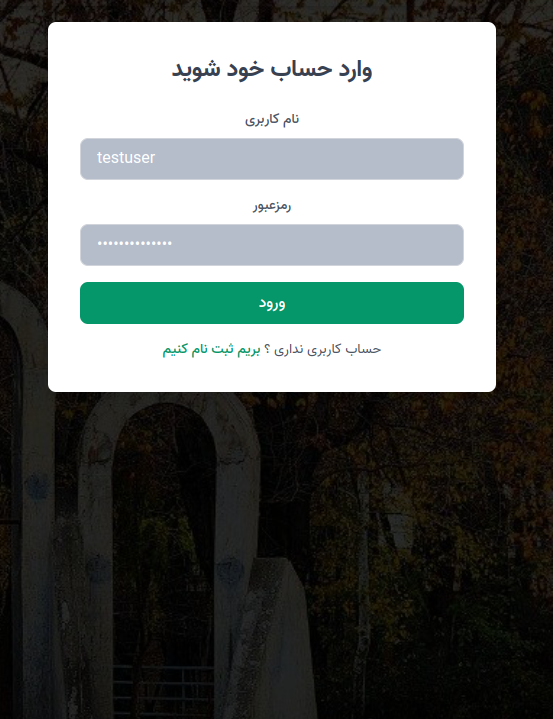 وارد حساب خود شوید
نام کاربری
testuser
رمزعبور
••••••••••••••
ورود
حساب کاربری نداری ؟ بریم ثبت نام کنیم